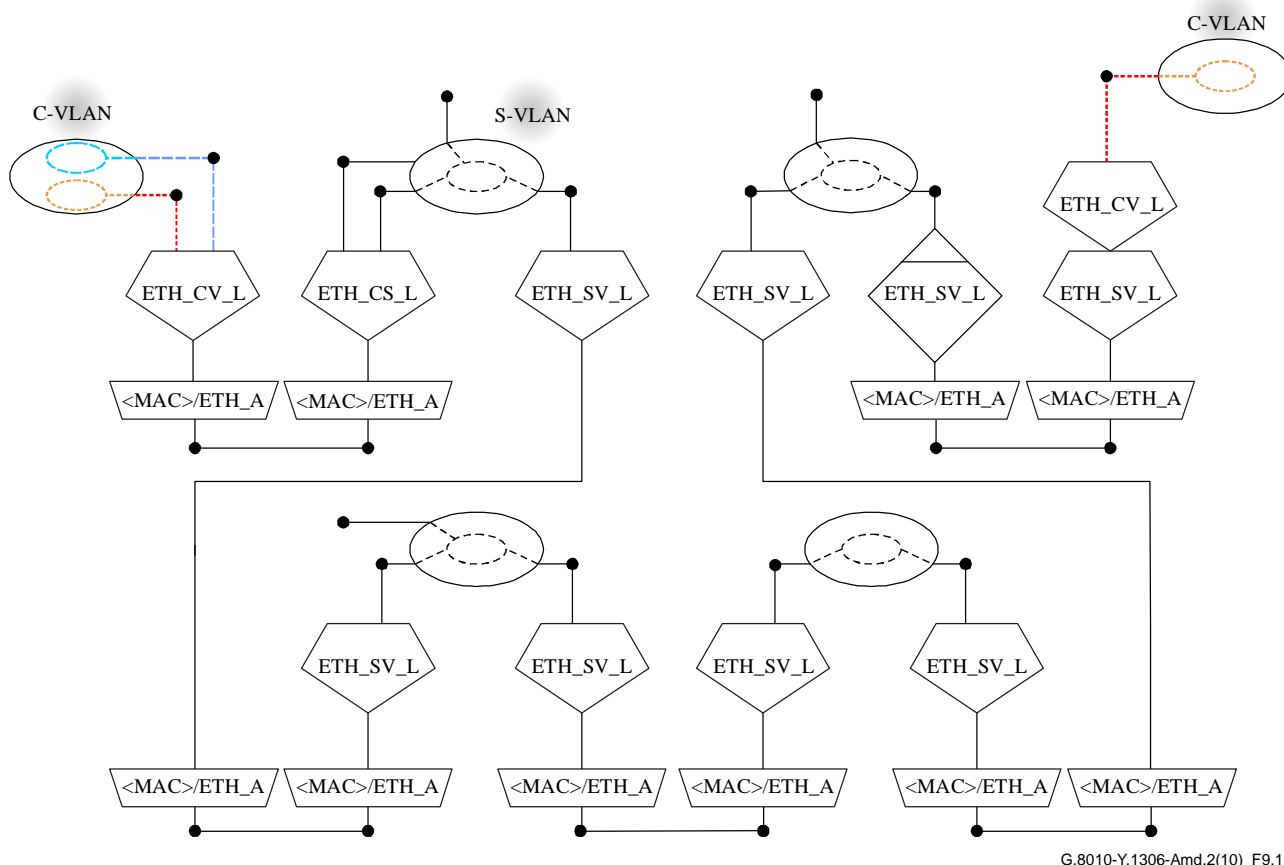 C-VLAN
C-VLAN
S-VLAN
ETH_CV_L
ETH_CV_L
ETH_CS_L
ETH_SV_L
ETH_SV_L
ETH_SV_L
ETH_SV_L
<MAC>/ETH_A
<MAC>/ETH_A
<MAC>/ETH_A
<MAC>/ETH_A
ETH_SV_L
ETH_SV_L
ETH_SV_L
ETH_SV_L
<MAC>/ETH_A
<MAC>/ETH_A
<MAC>/ETH_A
<MAC>/ETH_A
<MAC>/ETH_A
<MAC>/ETH_A
G.8010-Y.1306-Amd.2(10)_F9.1